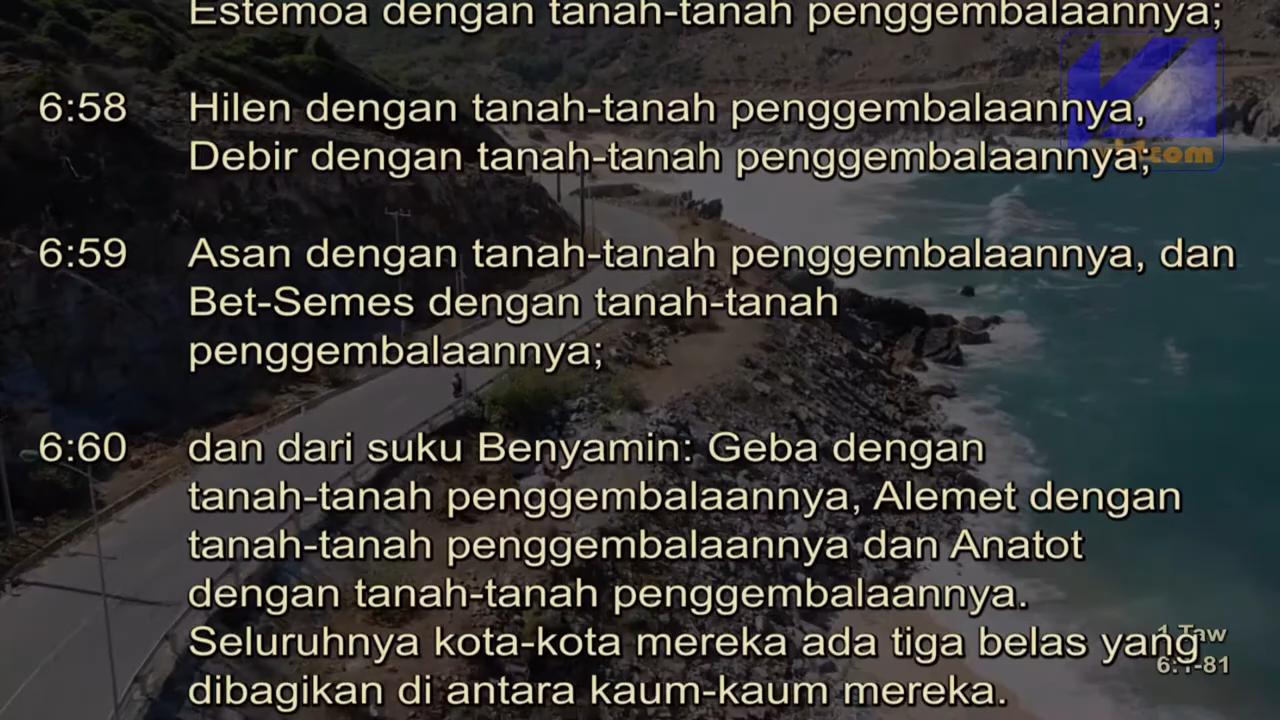 Estemoa dengan tanah-tanah penggembalaannya;
6:58 Hilen dengan tanah-tanah penggembalaannya,
Debir dengan tanah-tanah penggembalaannya;
6:59 Asan dengan tanah-tanah penggembalaannya, dan
Bet-Semes dengan tanah-tanah
penggembalaannya;
6:60 dan dari suku Benyamin: Geba dengan
tanah-tanah penggembalaannya, Alemet dengan
tanah-tanah penggembalaannya dan Anatot
dengan tanah-tanah penggembalaannya.
Seluruhnya kota-kota mereka ada tiga belas yang
dibagikan di antara kaum-kaum mereka.
1 Taw
6:1-81